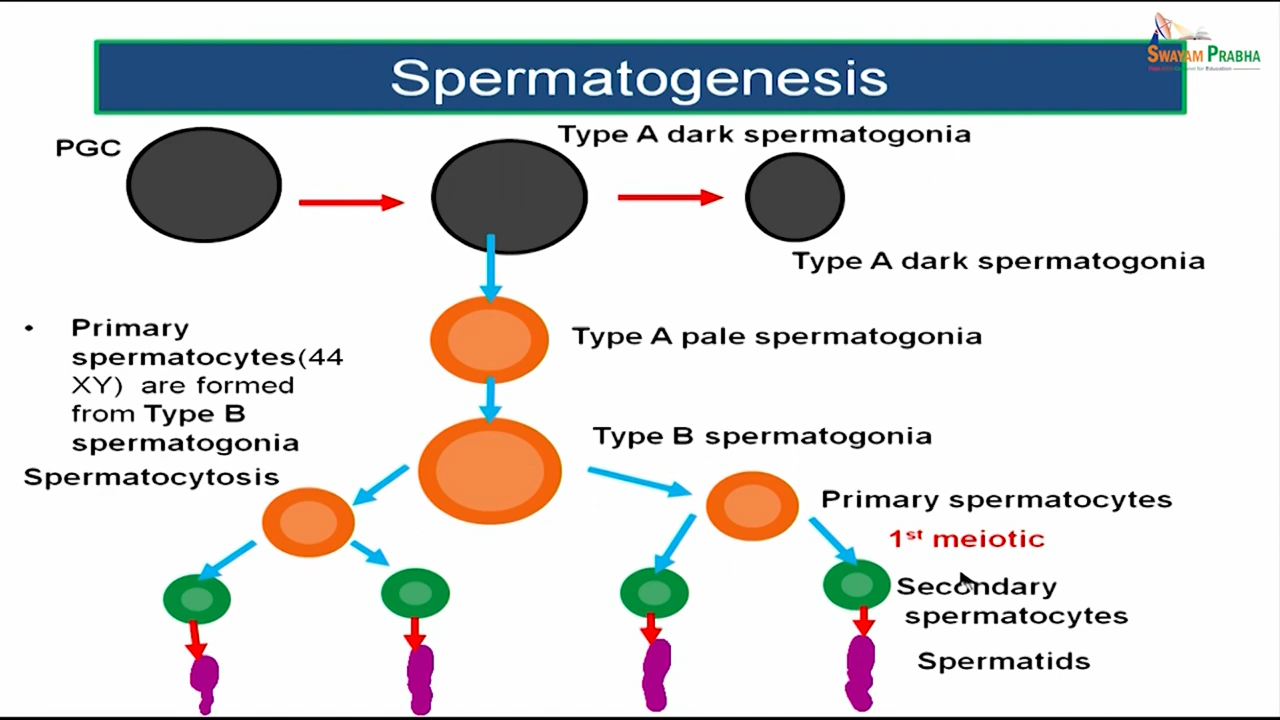 SWAYAM PRABHA
Spermatogenesis
PGC
Type A dark spermatogonia
Type A dark spermatogonia
• Primary
spermatocytes(44
XY) are formed
from Type B
spermatogonia
Spermatocytosis
Type A pale spermatogonia
Type B spermatogonia
Primary spermatocytes
1st meiotic
Secondary
spermatocytes
Spermatids